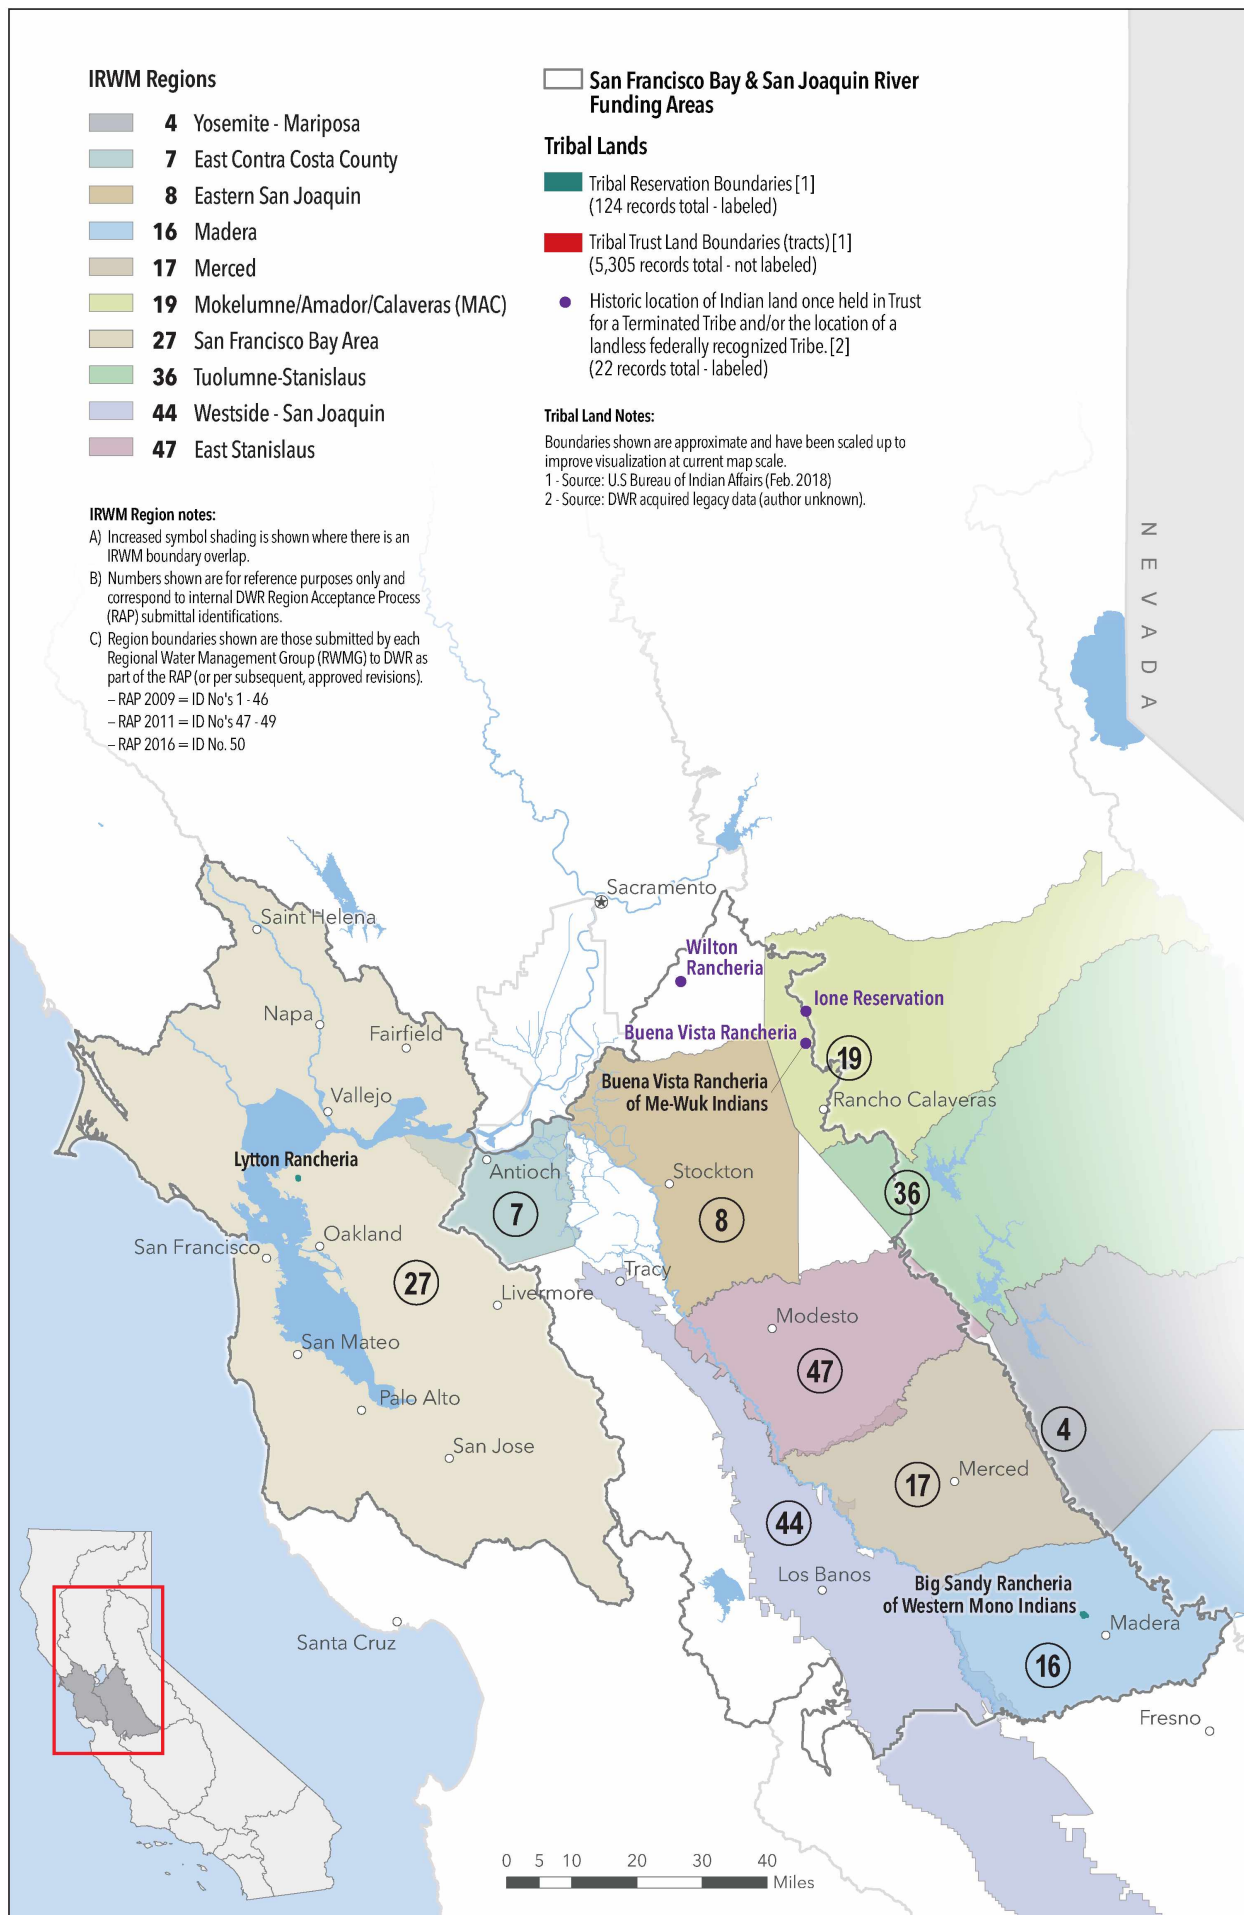 IRWM Regions
4 Yosemite - Mariposa
7 East Contra Costa County
8 Eastern San Joaquin
16 Madera
17 Merced
19 Mokelumne/Amador/Calaveras (MAC)
27 San Francisco Bay Area
36 Tuolumne-Stanislaus
44 Westside - San Joaquin
47 East Stanislaus
IRWM Region notes:
A) Increased symbol shading is shown where there is an
IRWM boundary overlap.
B) Numbers shown are for reference purposes only and
correspond to internal DWR Region Acceptance Process
(RAP) submittal identifications.
C) Region boundaries shown are those submitted by each
Regional Water Management Group (RWMG) to DWR as
part of the RAP (or per subsequent, approved revisions).
– RAP 2009 = ID No's 1 - 46
– RAP 2011 = ID No's 47 - 49
– RAP 2016 = ID No. 50
San Francisco Bay & San Joaquin River
Funding Areas
Tribal Lands
Tribal Reservation Boundaries [1]
(124 records total - labeled)
Tribal Trust Land Boundaries (tracts) [1]
(5,305 records total - not labeled)
Historic location of Indian land once held in Trust
for a Terminated Tribe and/or the location of a
landless federally recognized Tribe. [2]
(22 records total - labeled)
Tribal Land Notes:
Boundaries shown are approximate and have been scaled up to
improve visualization at current map scale.
1 - Source: U.S Bureau of Indian Affairs (Feb. 2018)
2 - Source: DWR acquired legacy data (author unknown).
NEVADA
Sacramento
Saint Helena
Wilton
Rancheria
Ione Reservation
Napa
Fairfield
Buena Vista Rancheria
19
Buena Vista Rancheria
of Me-Wuk Indians
Vallejo
Rancho Calaveras
Lytton Rancheria
Antioch
Stockton
36
7
8
Oakland
San Francisco
Tracy
27
Livermore
Modesto
San Mateo
47
Palo Alto
4
San Jose
Merced
17
44
Los Banos
Big Sandy Rancheria
of Western Mono Indians
Madera
Santa Cruz
16
Fresno
0 5 10 20 30 40
Miles